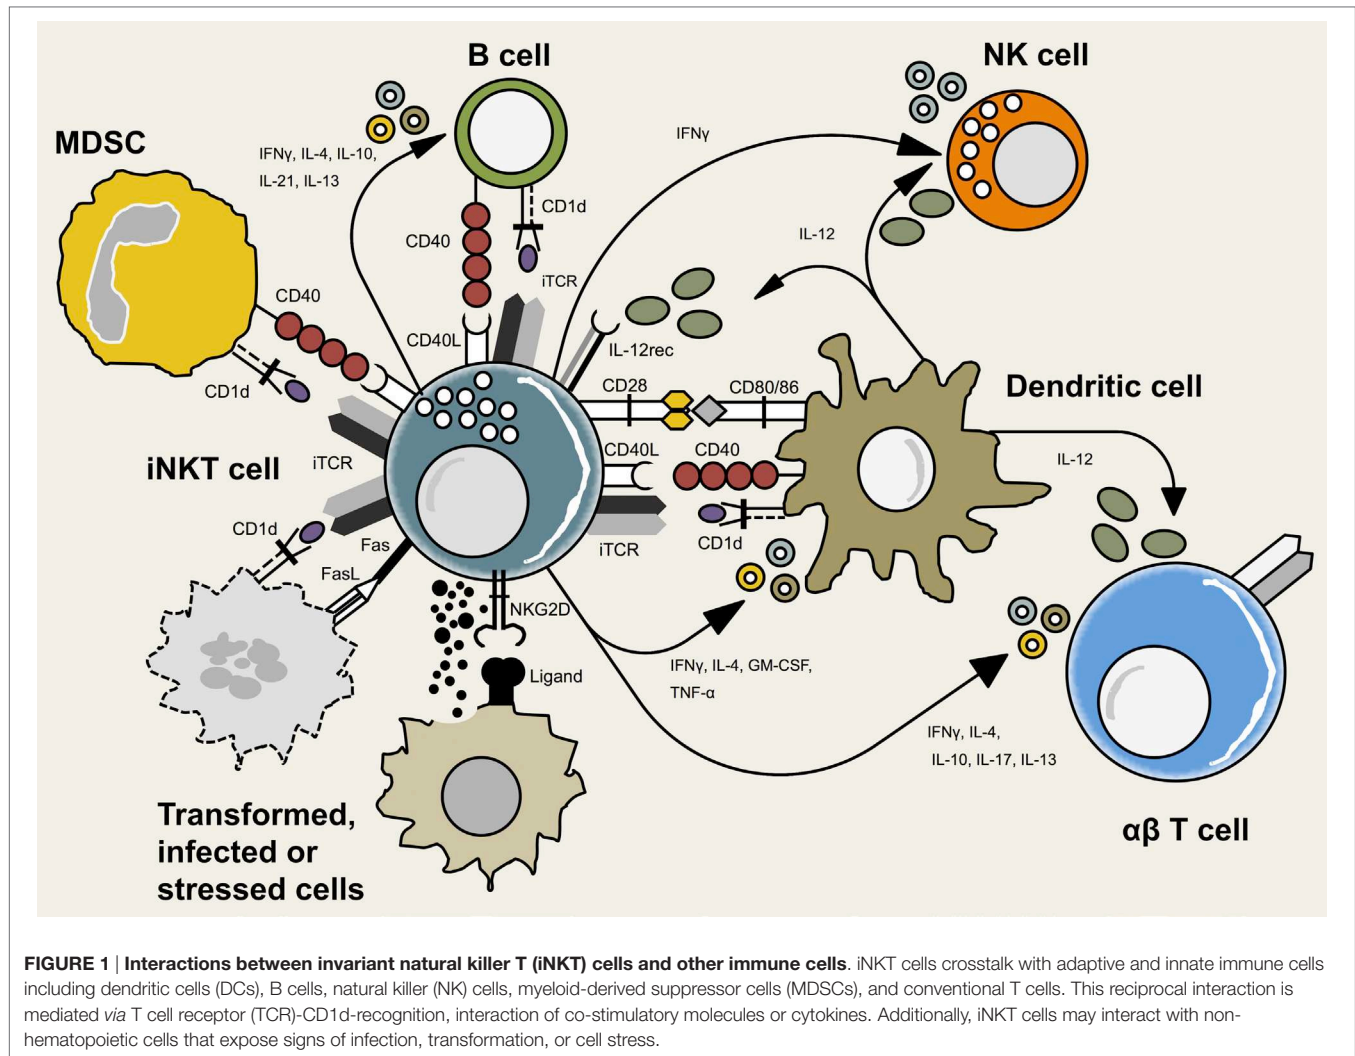 B cell
NK cell
MDSC
IFNγ, IL-4, IL-10,
IL-21, IL-13
IFNγ
CD1d
CD40
IL-12
iTCR
CD40
CD40L
IL-12rec
CD1d
CD28
CD80/86
Dendritic cell
iNKT cell
iTCR
CD40L
CD40
IL-12
CD1d
Fas
iTCR
CD1d
FasL
NKG2D
Ligand
IFNγ, IL-4, GM-CSF,
TNF-α
IFNγ, IL-4,
IL-10, IL-17, IL-13
Transformed,
infected or
stressed cells
αβ T cell
FIGURE 1 | Interactions between invariant natural killer T (iNKT) cells and other immune cells. iNKT cells crosstalk with adaptive and innate immune cells
including dendritic cells (DCs), B cells, natural killer (NK) cells, myeloid-derived suppressor cells (MDSCs), and conventional T cells. This reciprocal interaction is
mediated via T cell receptor (TCR)-CD1d-recognition, interaction of co-stimulatory molecules or cytokines. Additionally, iNKT cells may interact with non-
hematopoietic cells that expose signs of infection, transformation, or cell stress.